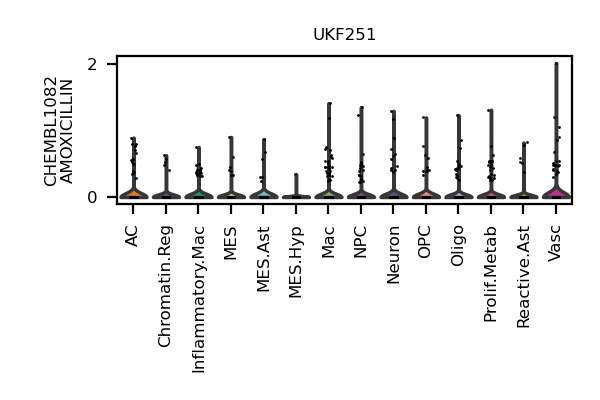 UKF251
CHEMBL1082
AMOXICILLIN
2
0
AC
Chromatin.Reg
Inflammatory.Mac
MES
MES.Ast
MES.Hyp
Mac
NPC
Neuron
OPC
Oligo
Prolif.Metab
Reactive.Ast
Vasc